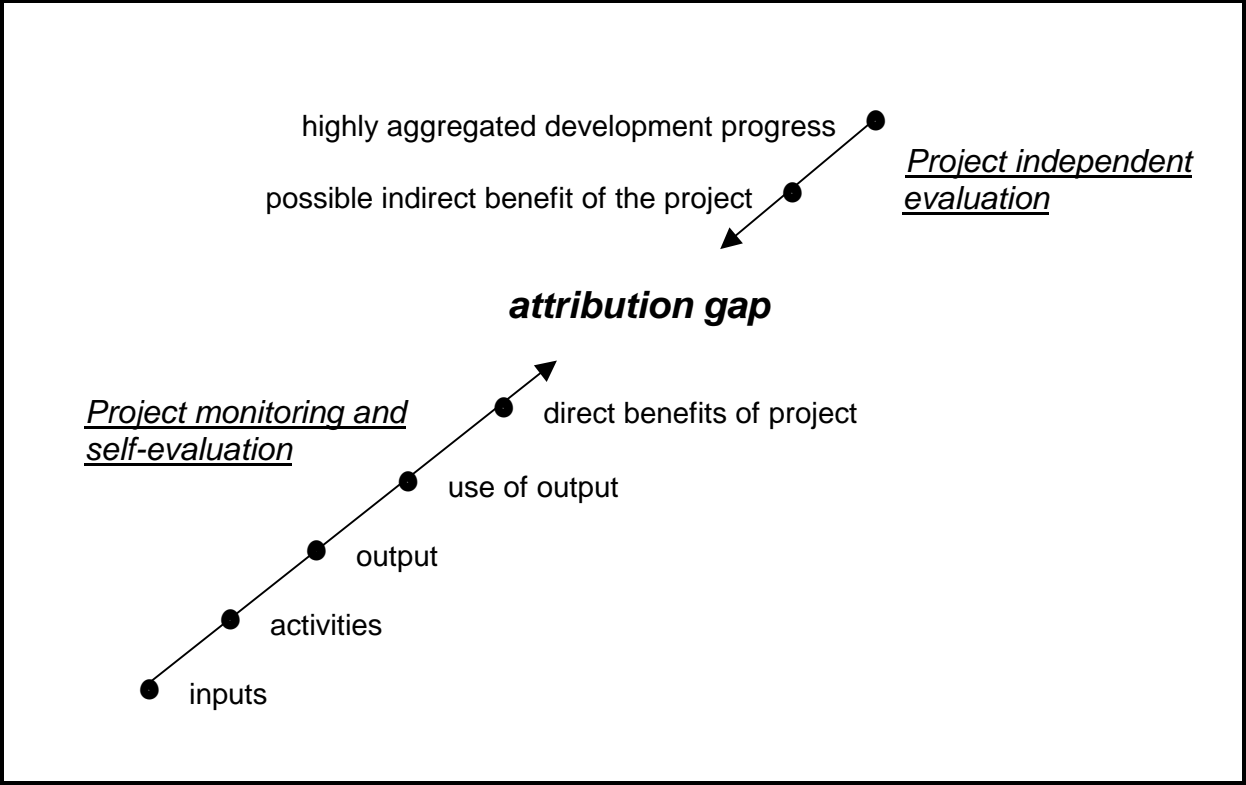 highly aggregated development progress
Project independent
evaluation
possible indirect benefit of the project
attribution gap
Project monitoring and
self-evaluation
direct benefits of project
use of output
output
activities
inputs